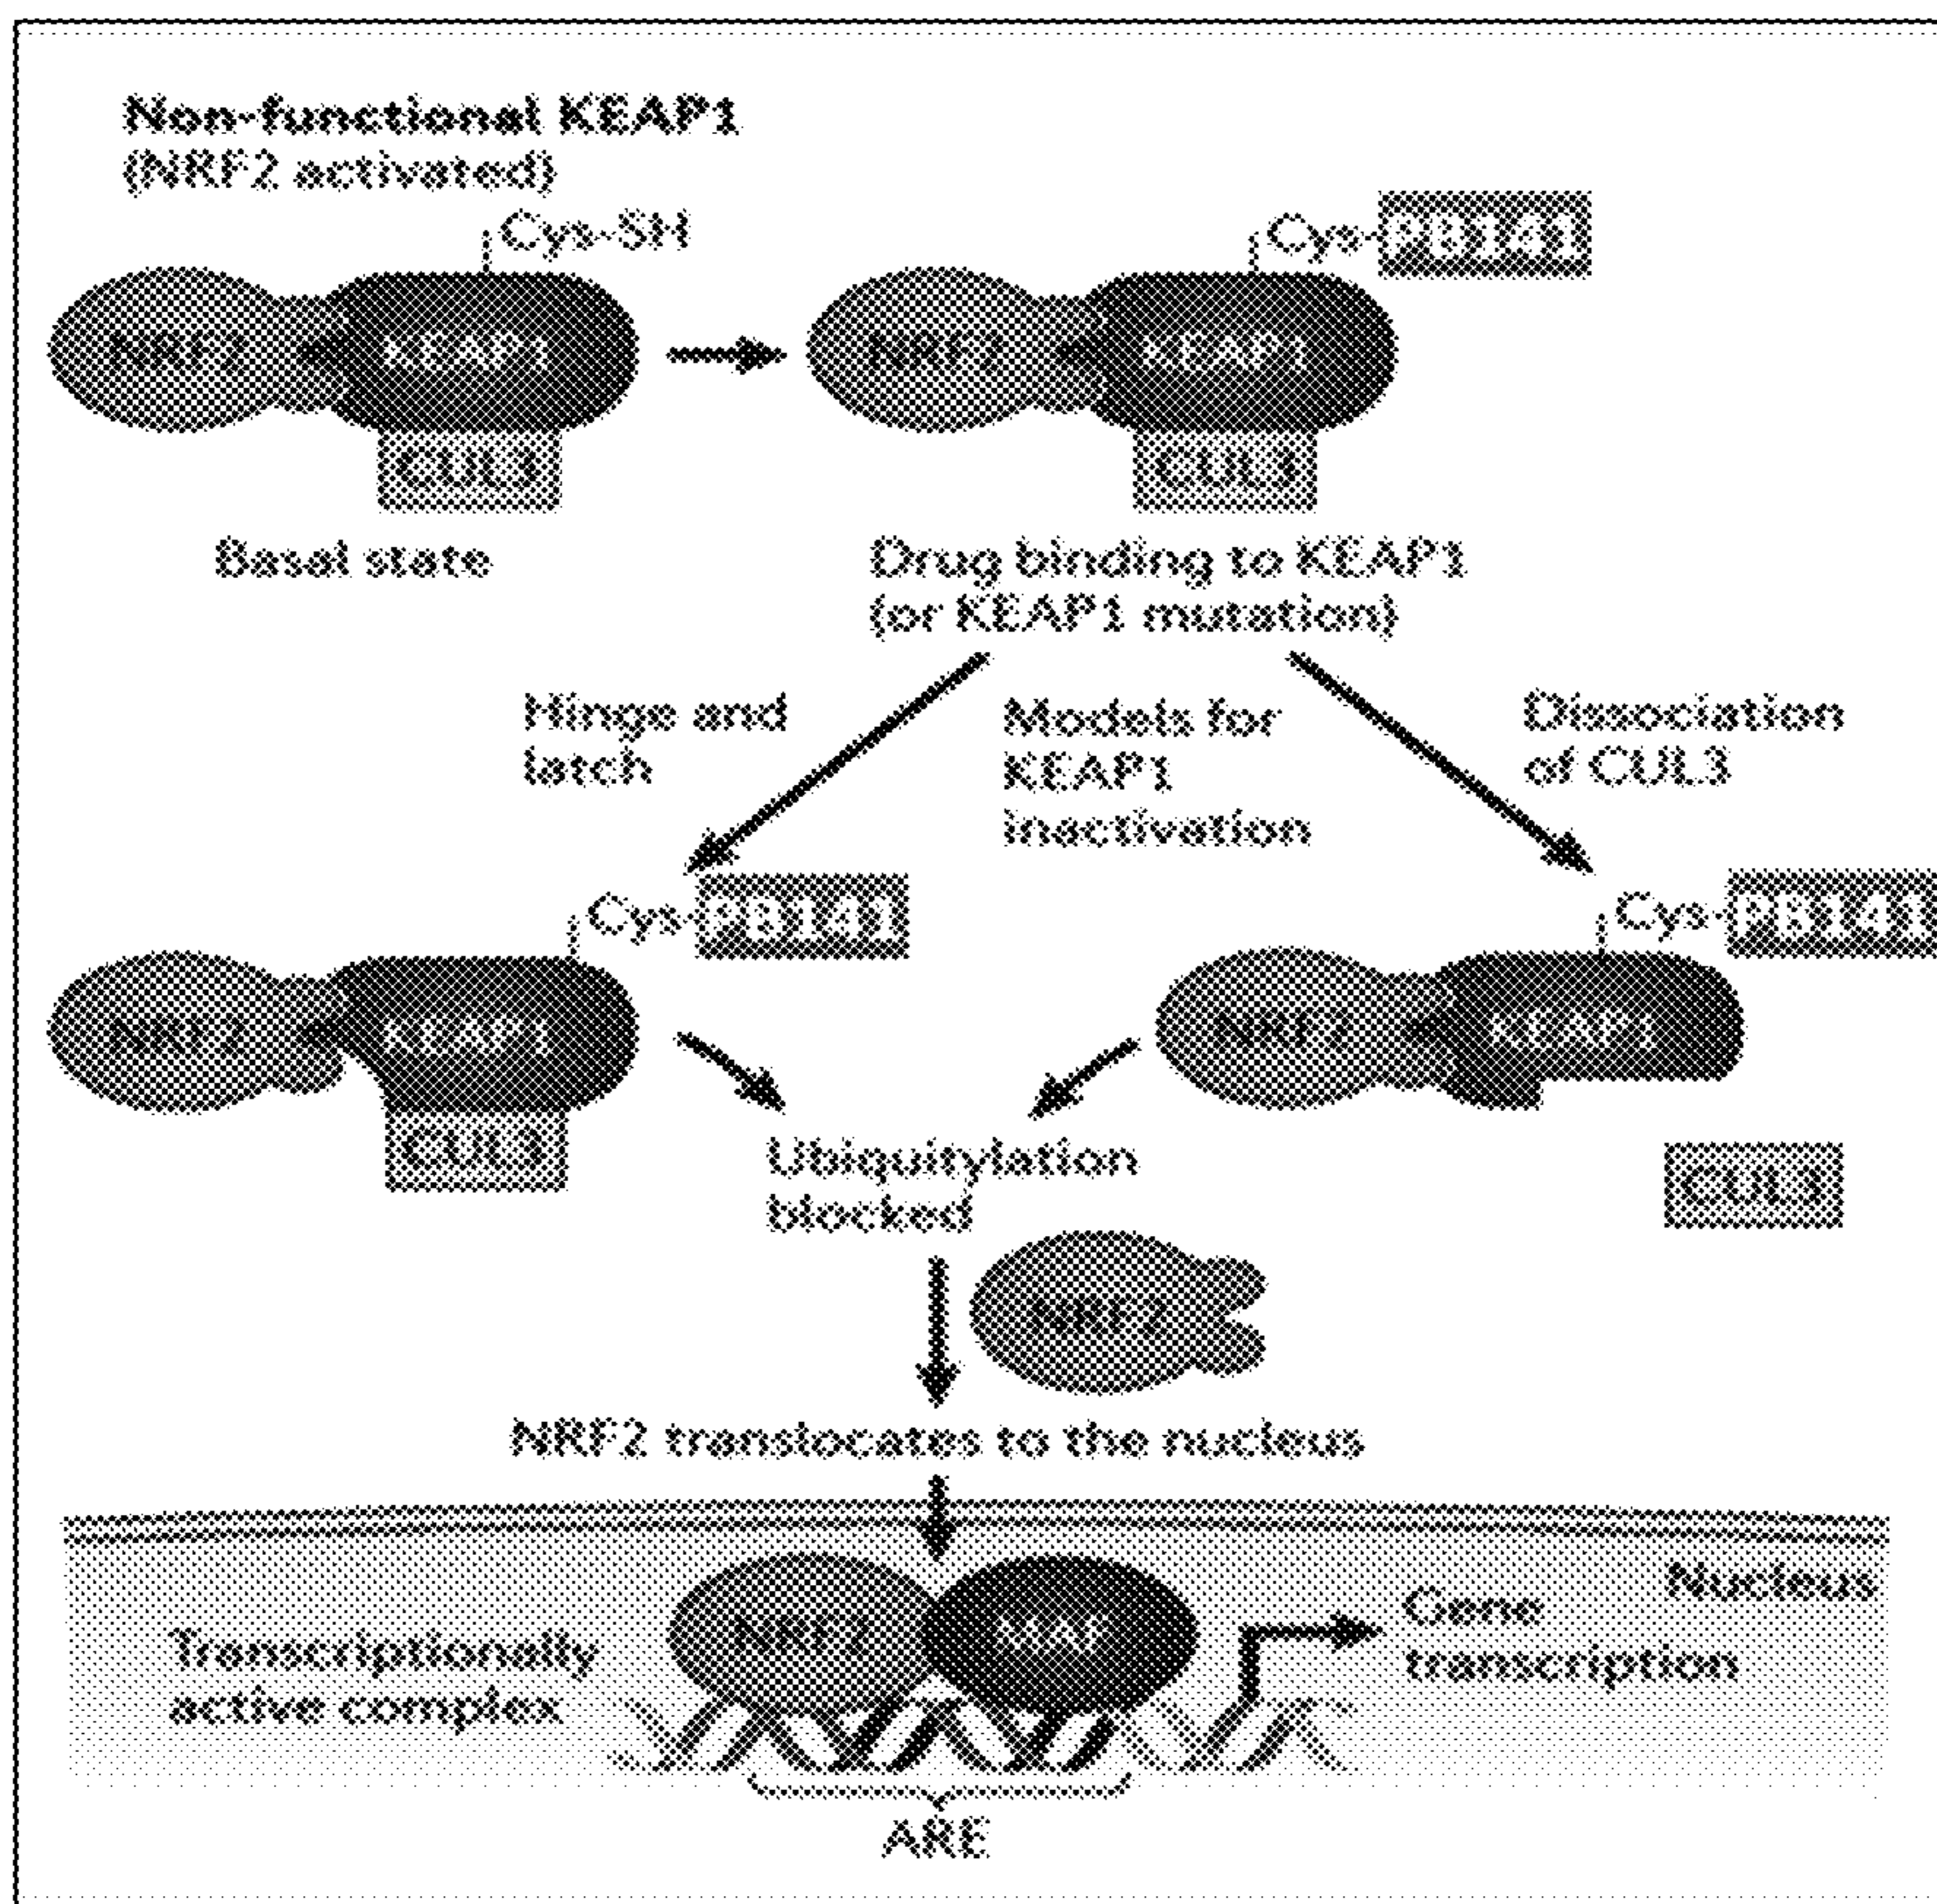 Non-functional KEAP1
(NRF2 activated)
Cys-SH
Cys-
NRF2
KEAP1
NRF2
KEAP1
CUL3
CUL3
Basal state
Drug binding to KEAP1
(or KEAP1 mutation)
Hinge and
latch
Models for
KEAP1
inactivation
Dissociation
of CUL3
Cys-
Cys-
NRF2
KEAP1
NRF2
KEAP1
CUL3
CUL3
Ubiquitylation
blocked
NRF2
NRF2 translocates to the nucleus
Nucleus
Transcriptionally
active complex
NRF2
MAF
Gene
transcription
ARE